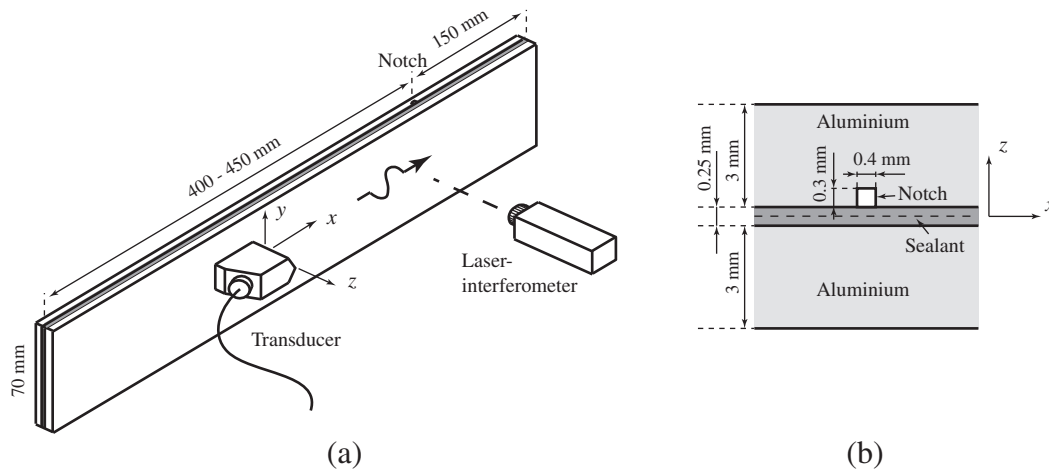 150 mm
Notch
400 - 450 mm
y
x
z
Laser-
interferometer
Transducer
70 mm
(a)
Aluminium
z
0.25 mm
3 mm
0.3 mm
0.4 mm
Notch
x
Sealant
3 mm
Aluminium
(b)